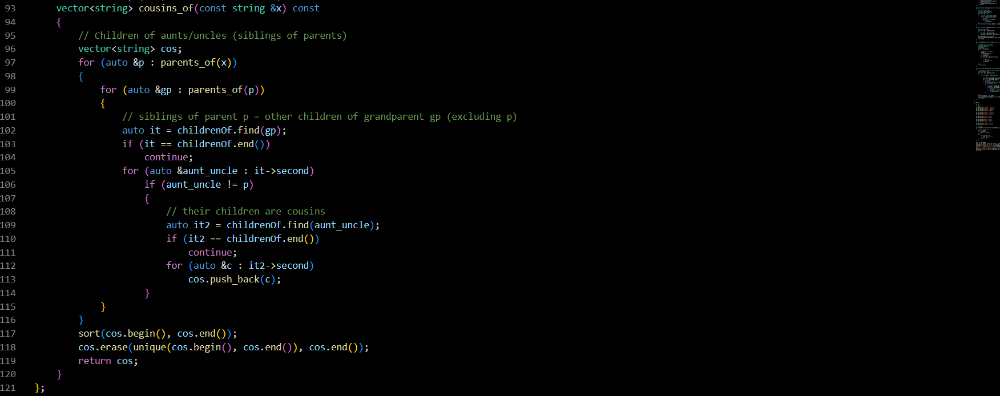 93 vector<string> cousins_of(const string &x) const
94 {
95 // Children of aunts/uncles (siblings of parents)
96 vector<string> cos;
97 for (auto &p : parents_of(x))
98 {
99 for (auto &gp : parents_of(p))
100 {
101 // siblings of parent p = other children of grandparent gp (excluding p)
102 auto it = childrenOf.find(gp);
103 if (it == childrenOf.end())
104 continue;
105 for (auto &aunt_uncle : it->second)
106 if (aunt_uncle != p)
107 {
108 // their children are cousins
109 auto it2 = childrenOf.find(aunt_uncle);
110 if (it2 == childrenOf.end())
111 continue;
112 for (auto &c : it2->second)
113 cos.push_back(c);
114 }
115 }
116 }
117 sort(cos.begin(), cos.end());
118 cos.erase(unique(cos.begin(), cos.end()), cos.end());
119 return cos;
120 }
121 };